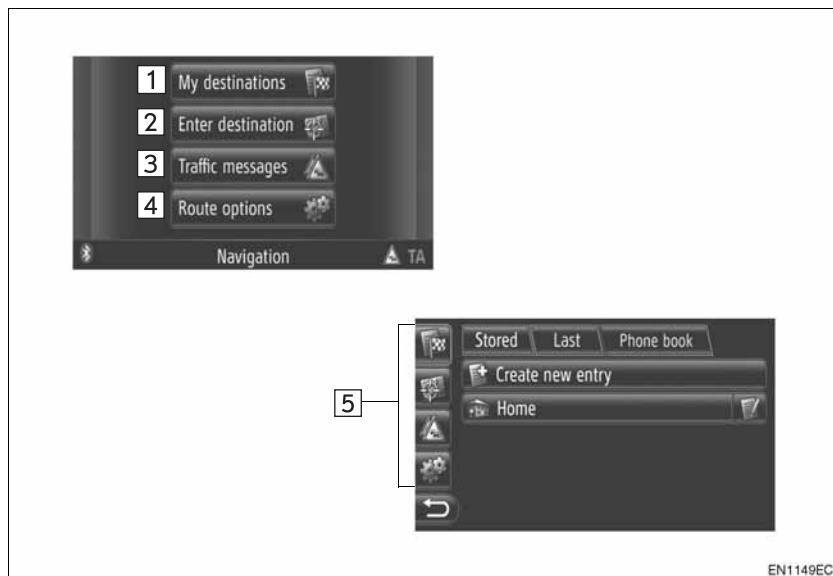 1 My destinations
2 Enter destination
3 Traffic messages
4 Route options
Navigation TA
5
Stored Last Phone book
Create new entry
Home
EN1149EC